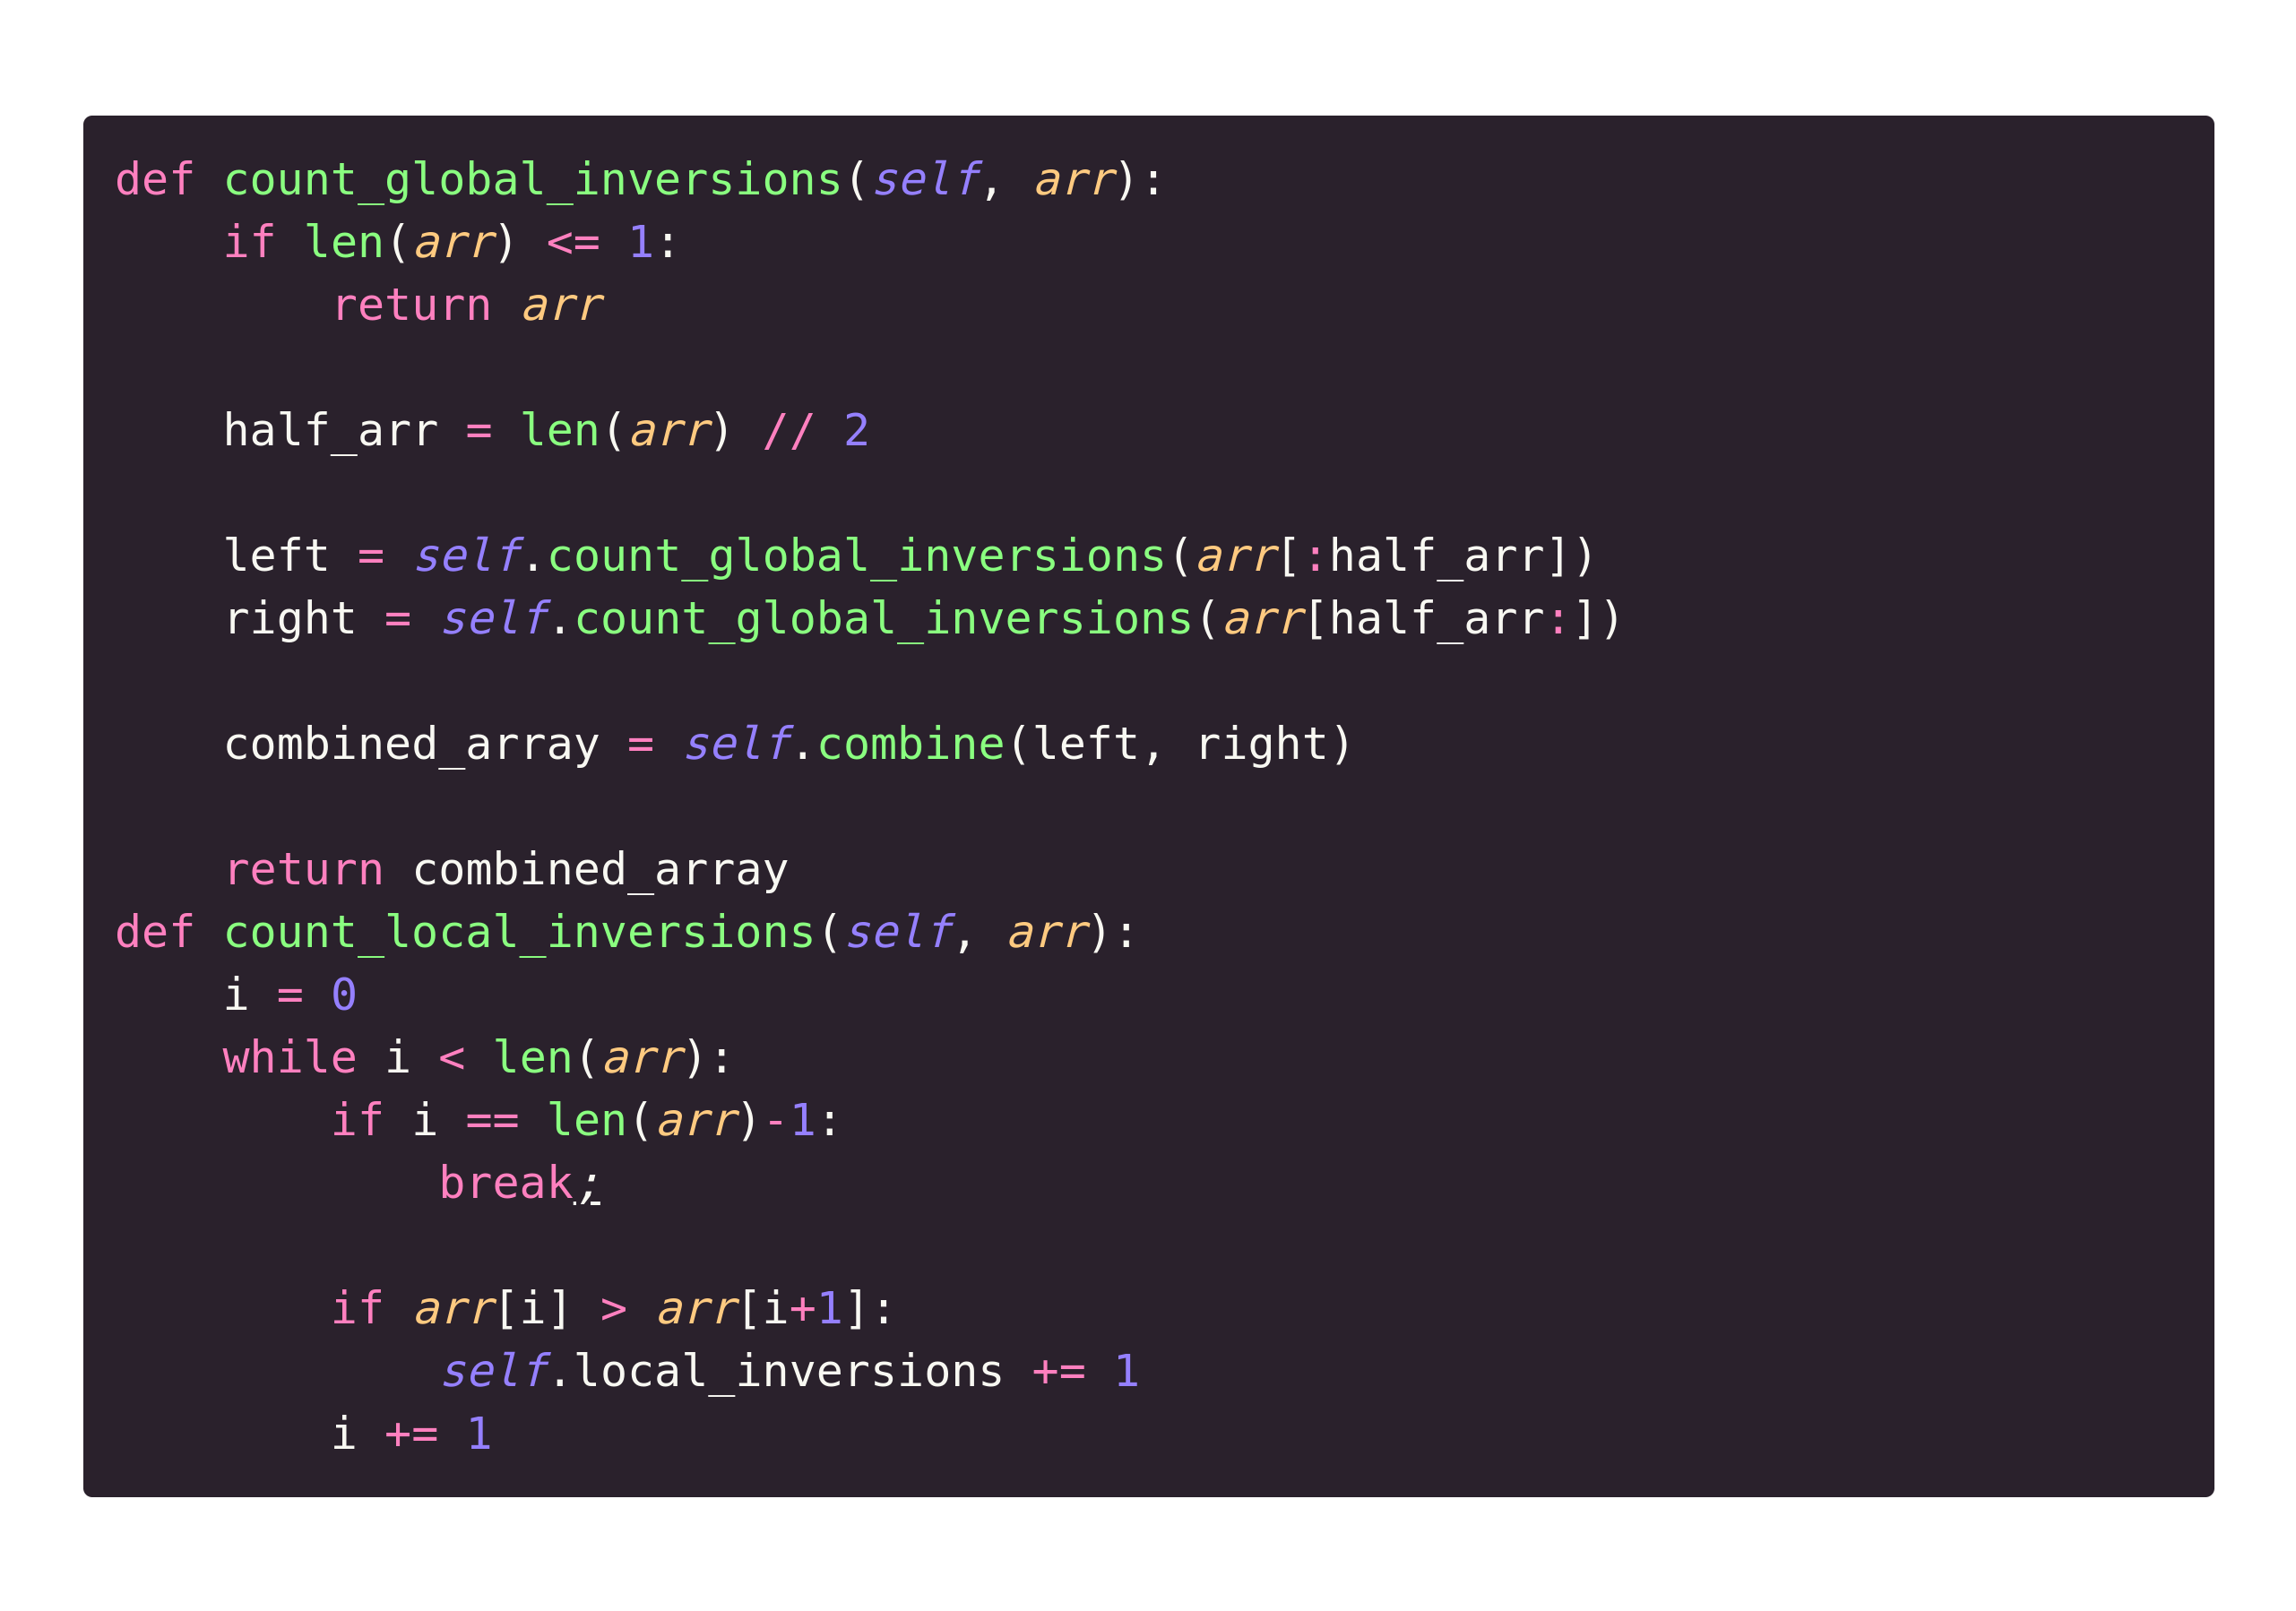 def count_global_inversions(self, arr):
    if len(arr) <= 1:
        return arr

    half_arr = len(arr) // 2

    left = self.count_global_inversions(arr[:half_arr])
    right = self.count_global_inversions(arr[half_arr:])

    combined_array = self.combine(left, right)

    return combined_array
def count_local_inversions(self, arr):
    i = 0
    while i < len(arr):
        if i == len(arr)-1:
            break;

        if arr[i] > arr[i+1]:
            self.local_inversions += 1
        i += 1